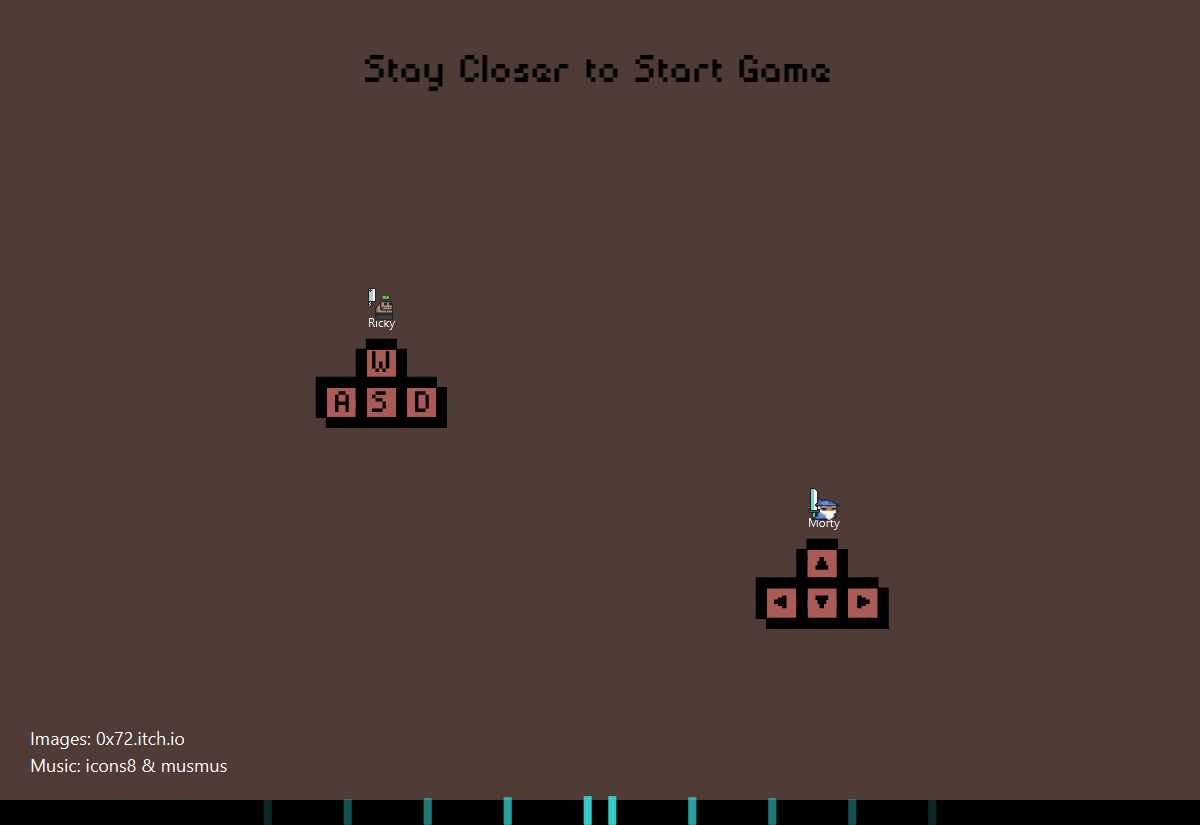 Stay Closer to Start Game
Ricky
W
A S D
Morty
Images: 0x72.itch.io
Music: icons8 & musmus